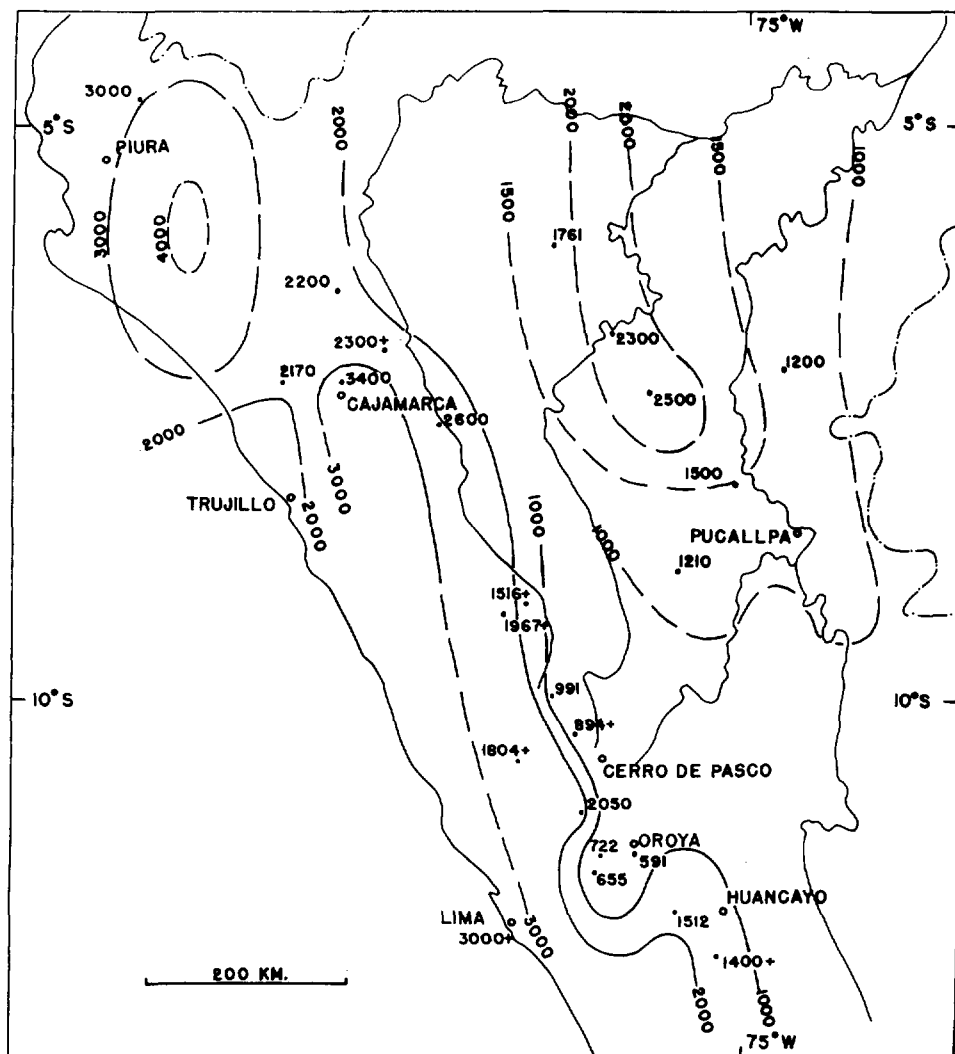 75°W
3000
5°S
5°S
PIURA
2000
2000
2000
1500
1000
1500
3000
4000
1761
2200
2300+
2300
2170
3400
1200
CAJAMARCA
2500
2000
2600
3000
1500
TRUJILLO
2000
1000
1000
PUCALLPA
1210
1516+
1967+
991
10°S
10°S
894+
1804+
CERRO DE PASCO
2050
OROYA
722
591
655
HUANCAYO
LIMA
1512
3000+
3000
1400+
200 KM.
2000
1000
75°W